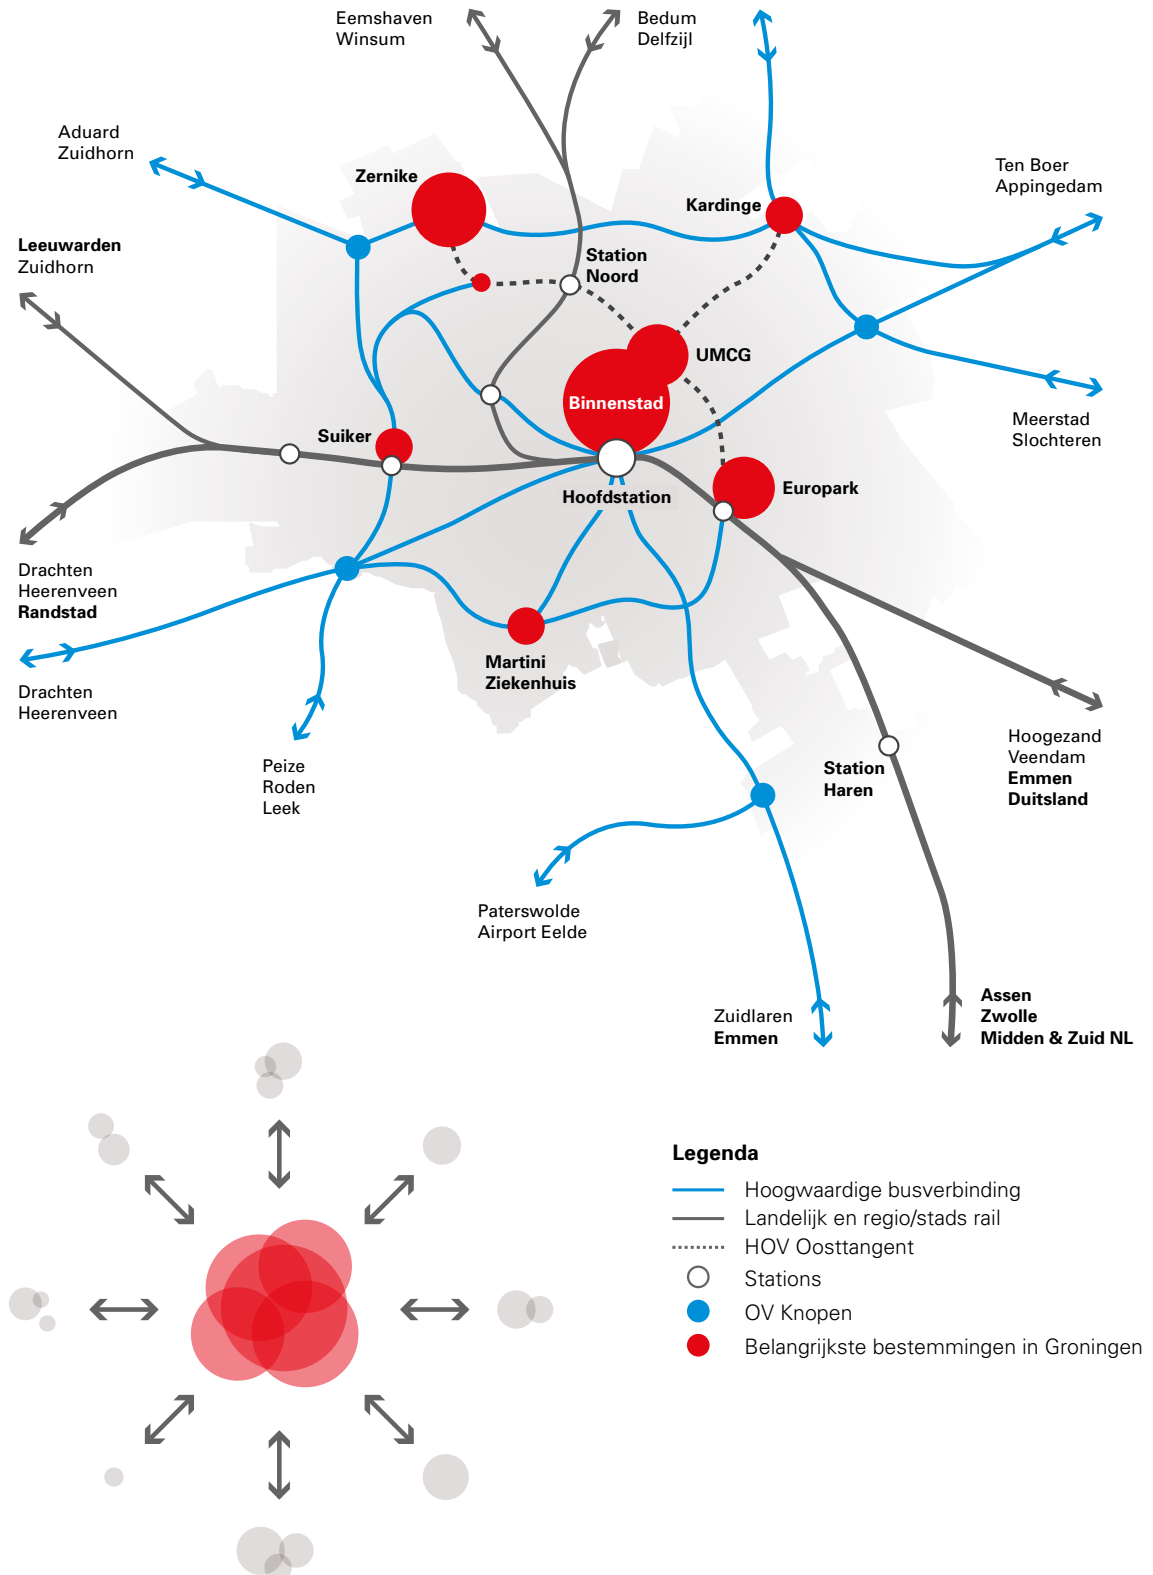 Eemshaven
Winsum
Bedum
Delfzijl
Aduard
Zuidhorn
Zernike
Ten Boer
Appingedam
Kardinge
Leeuwarden
Zuidhorn
Station
Noord
UMCG
Binnenstad
Meerstad
Slochteren
Suiker
Hoofdstation
Europark
Drachten
Heerenveen
Randstad
Martini
Ziekenhuis
Drachten
Heerenveen
Peize
Roden
Leek
Station
Haren
Hoogezand
Veendam
Emmen
Duitsland
Paterswolde
Airport Eelde
Zuidlaren
Emmen
Assen
Zwolle
Midden & Zuid NL
Legenda
Hoogwaardige busverbinding
Landelijk en regio/stads rail
HOV Oosttangent
Stations
OV Knopen
Belangrijkste bestemmingen in Groningen